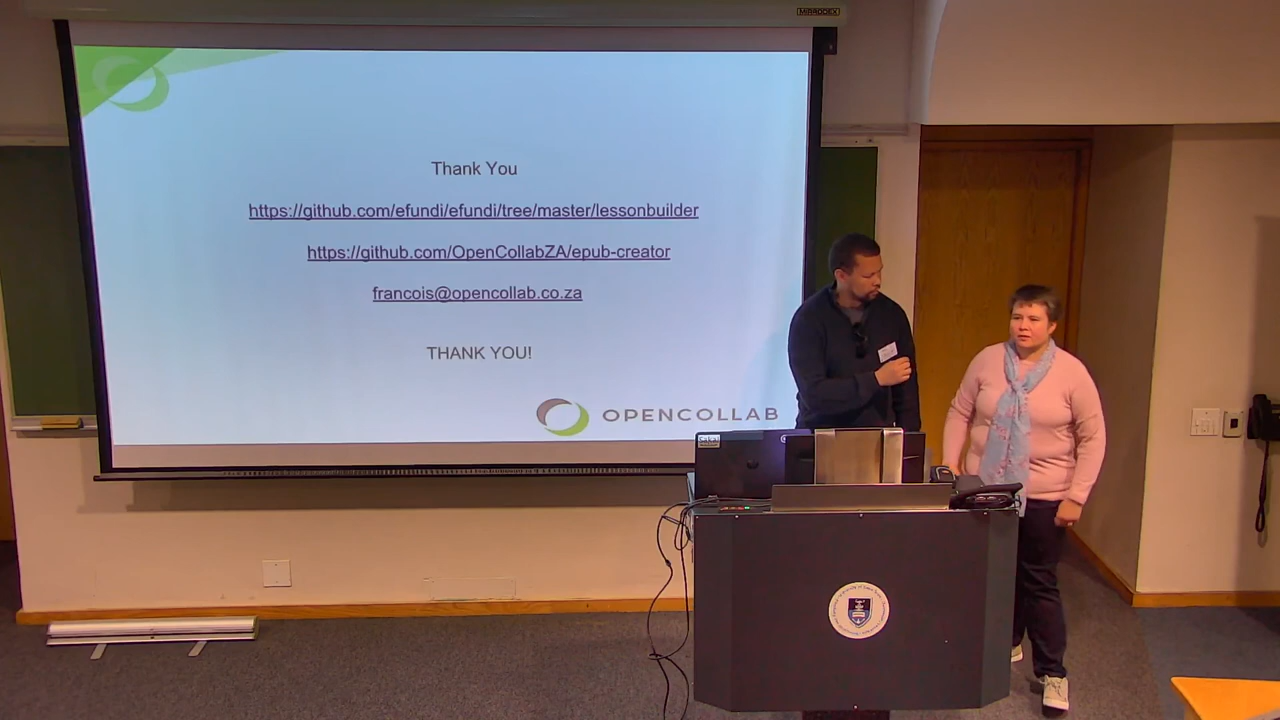 Thank You
https://github.com/efundi/efundi/tree/master/lessonbuilder
https://github.com/OpenCollabZA/epub-creator
francois@opencollab.co.za
THANK YOU!
OPENCOLLAB
Sakai